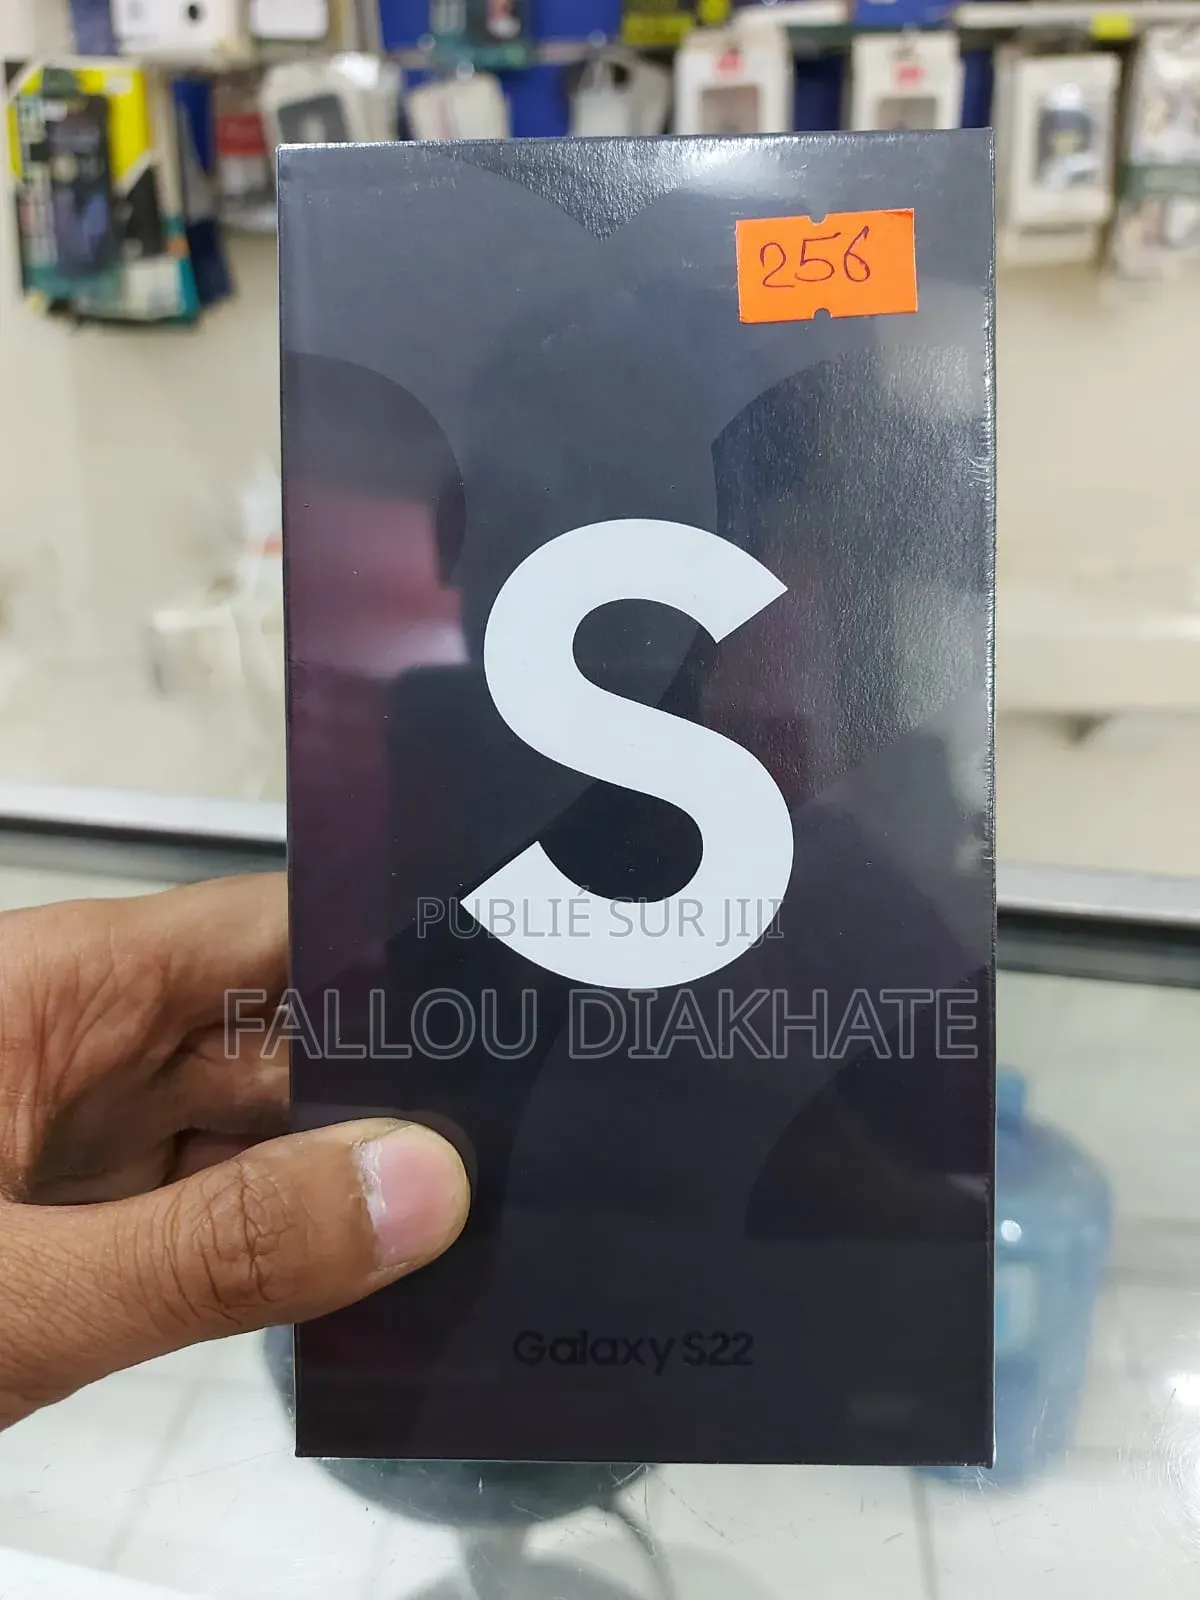 256
S
PUBLIÉ SUR JIJI
FALLOU DIAKHATE
Galaxy S22